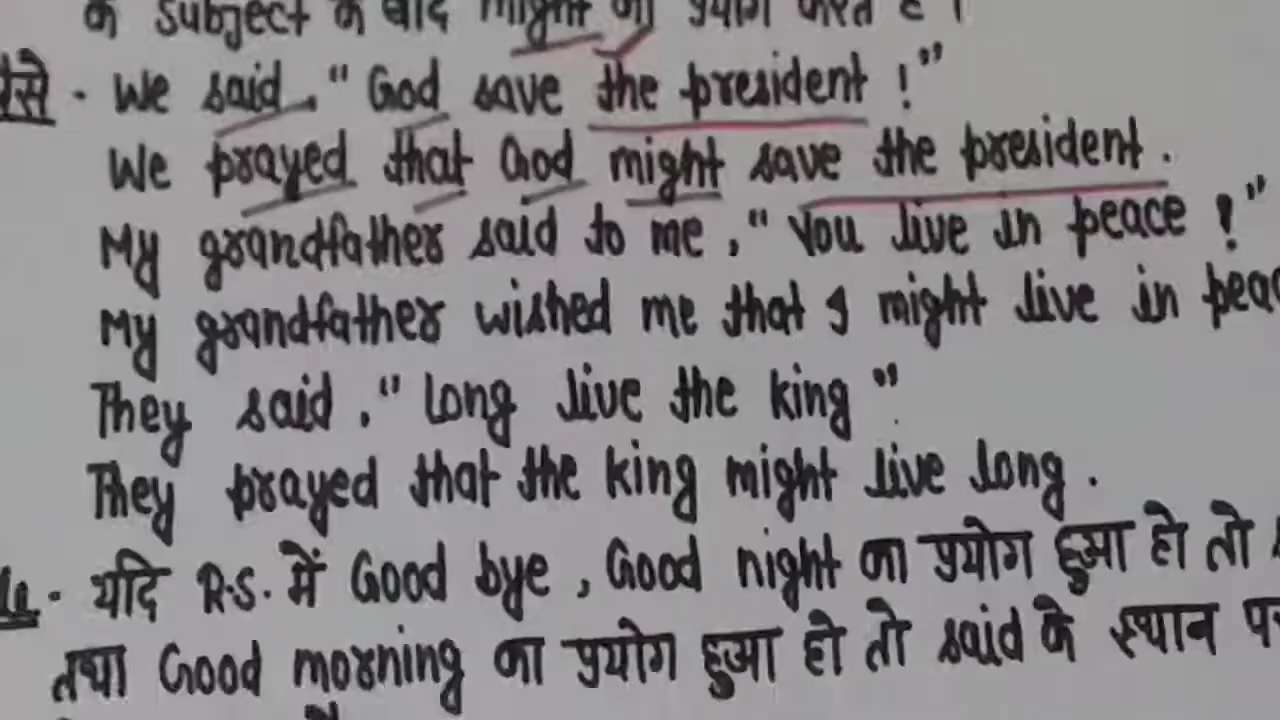 के subject के बाद might का प्रयोग करते हैं।
जैसे - We said, "God save the president!"
We prayed that God might save the president.
My grandfather said to me, "You live in peace!"
My grandfather wished me that I might live in
They said, "Long live the king"
They prayed that the king might live long.
यदि R.S. में Good bye, Good night का प्रयोग हुआ हो तो
तथा Good morning का प्रयोग हुआ हो तो said के स्थान